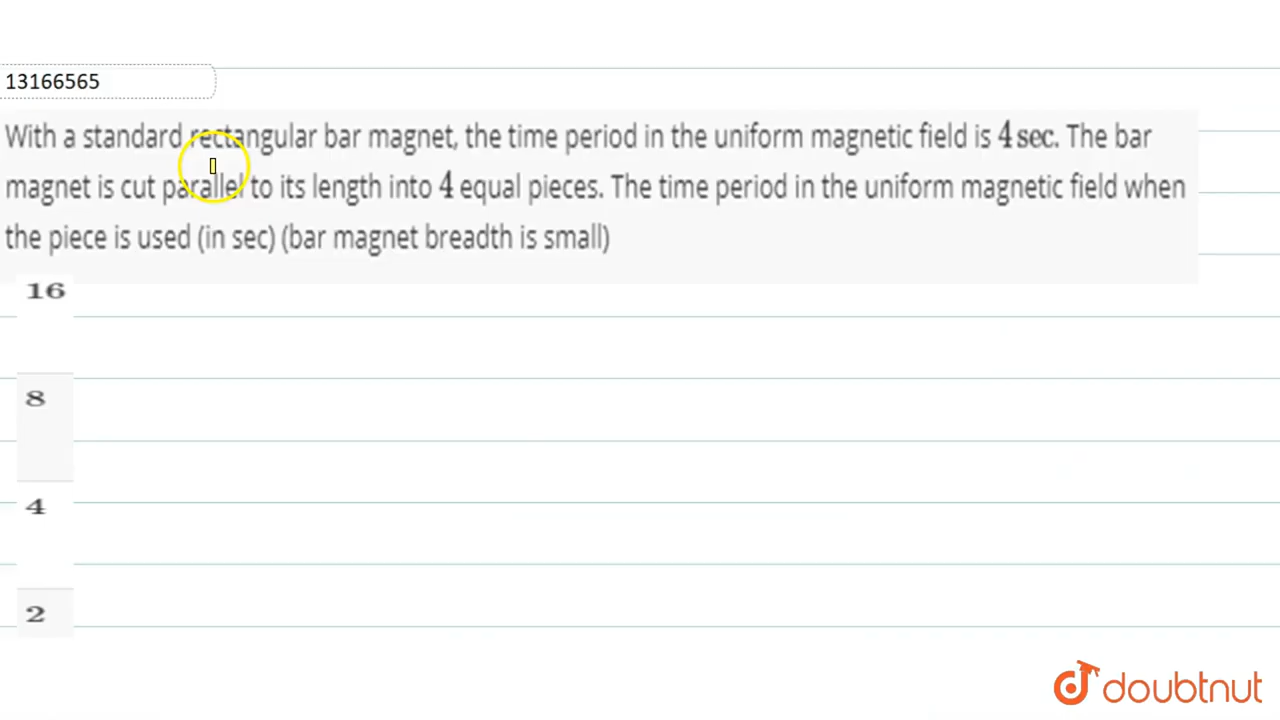 13166565
With a standard rectangular bar magnet, the time period in the uniform magnetic field is 4 sec. The bar
magnet is cut parallel to its length into 4 equal pieces. The time period in the uniform magnetic field when
the piece is used (in sec) (bar magnet breadth is small)
16
8
4
2
doubtnut